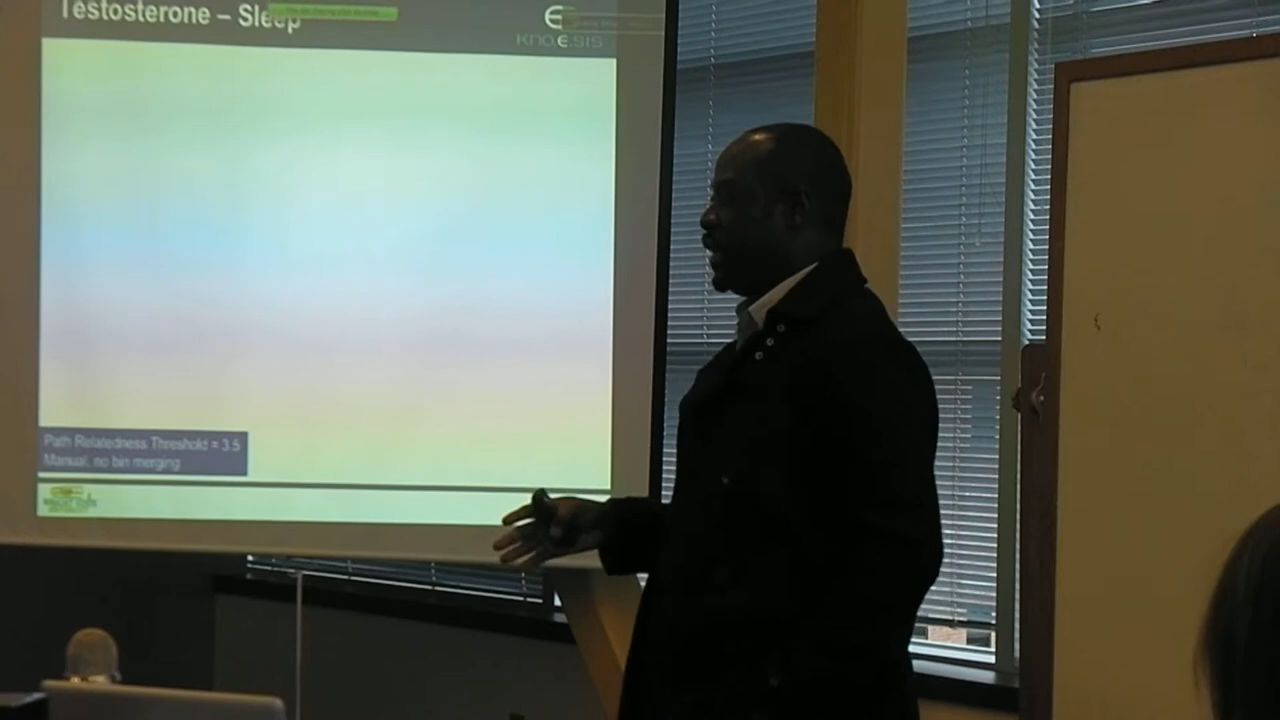 Testosterone – Sleep
kno.e.sis
Path Relatedness Threshold = 3.5
Manual, no bin merging